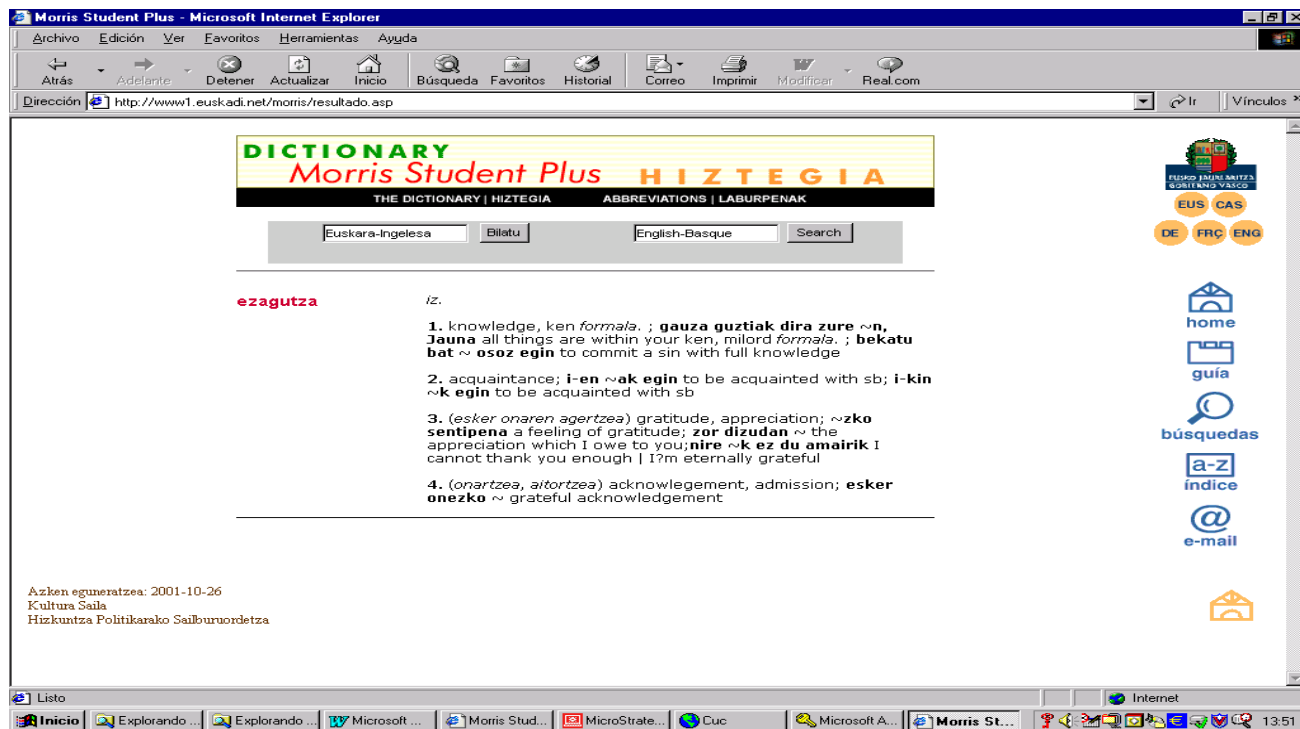 Morris Student Plus - Microsoft Internet Explorer
Archivo Edición Ver Favoritos Herramientas Ayuda
Atrás Adelante Detener Actualizar Inicio Búsqueda Favoritos Historial Correo Imprimir Modificar Real.com
Dirección http://www1.euskadi.net/morris/resultado.asp Ir Vínculos
DICTIONARY
Morris Student Plus HIZTEGIA
THE DICTIONARY | HIZTEGIA ABBREVIATIONS | LABURPENAK
Euskara-Ingelesa Bilatu English-Basque Search
EUSKO JAURLARITZA
GOBIERNO VASCO
EUS CAS
DE FRÇ ENG
ezagutza iz.
1. knowledge, ken formala. ; gauza guztiak dira zure ~n,
Jauna all things are within your ken, milord formala. ; bekatu
bat ~ osoz egin to commit a sin with full knowledge
2. acquaintance; i-en ~ak egin to be acquainted with sb; i-kin
~k egin to be acquainted with sb
3. (esker onaren agertzea) gratitude, appreciation; ~zko
sentipena a feeling of gratitude; zor dizudan ~ the
appreciation which I owe to you;nire ~k ez du amairik I
cannot thank you enough | I?m eternally grateful
4. (onartzea, aitortzea) acknowlegement, admission; esker
onezko ~ grateful acknowledgement
home
guía
búsquedas
a-z
índice
@
e-mail
Azken eguneratzea: 2001-10-26
Kultura Saila
Hizkuntza Politikarako Sailburuordetza
Listo Internet
Inicio Explorando ... Explorando ... Microsoft ... Morris Stud... MicroStrate... Cuc Microsoft A... Morris St... 13:51